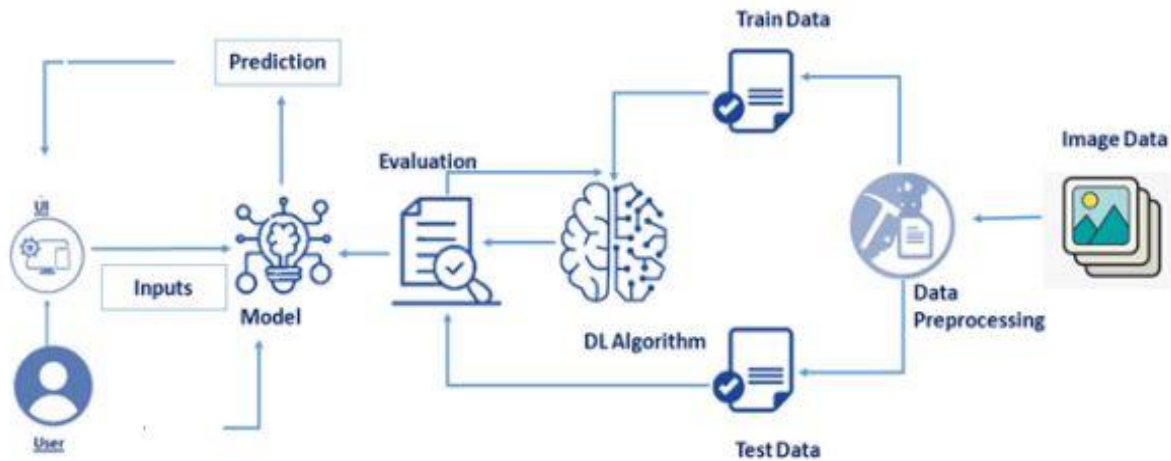 Train Data
Prediction
Image Data
Evaluation
UI
Inputs
Model
Data
Preprocessing
DL Algorithm
User
Test Data